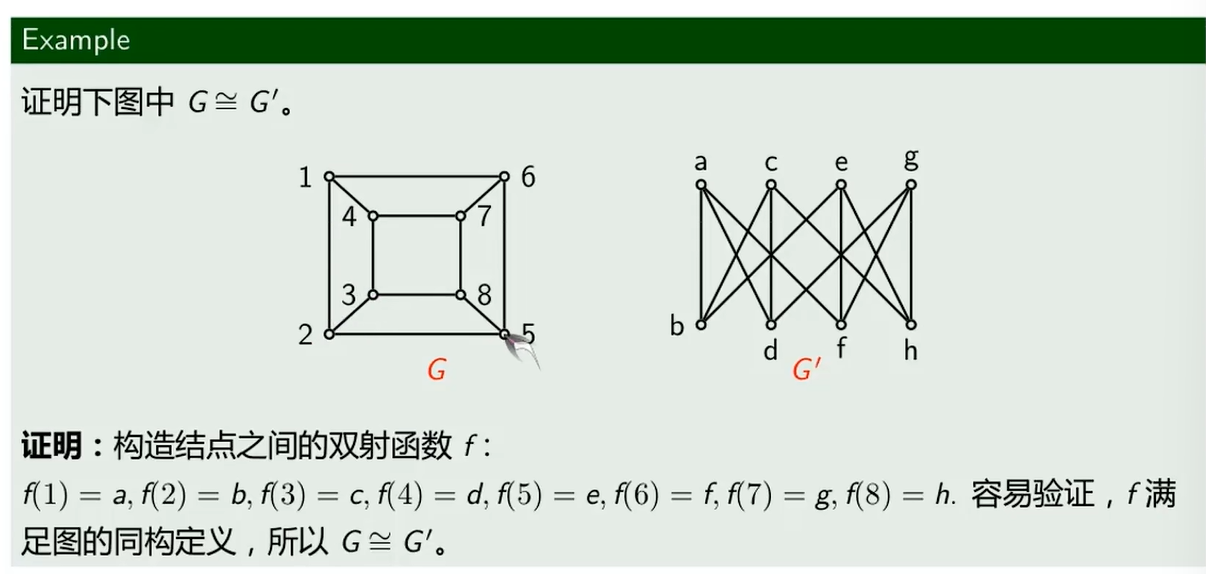 Example
证明下图中 G ≅ G′。
a c e g
1 6
4 7
3 8
2 5
b
d f h
G G′
证明：构造结点之间的双射函数 f：
f(1) = a, f(2) = b, f(3) = c, f(4) = d, f(5) = e, f(6) = f, f(7) = g, f(8) = h. 容易验证，f 满
足图的同构定义，所以 G ≅ G′。